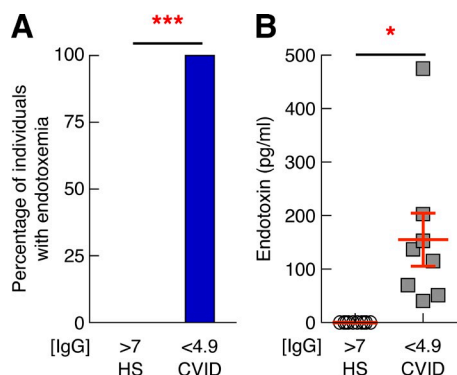 A
***
Percentage of individuals
with endotoxemia
100
75
50
25
0
[IgG] >7 <4.9
HS CVID
B
*
Endotoxin (pg/ml)
500
400
300
200
100
0
[IgG] >7 <4.9
HS CVID